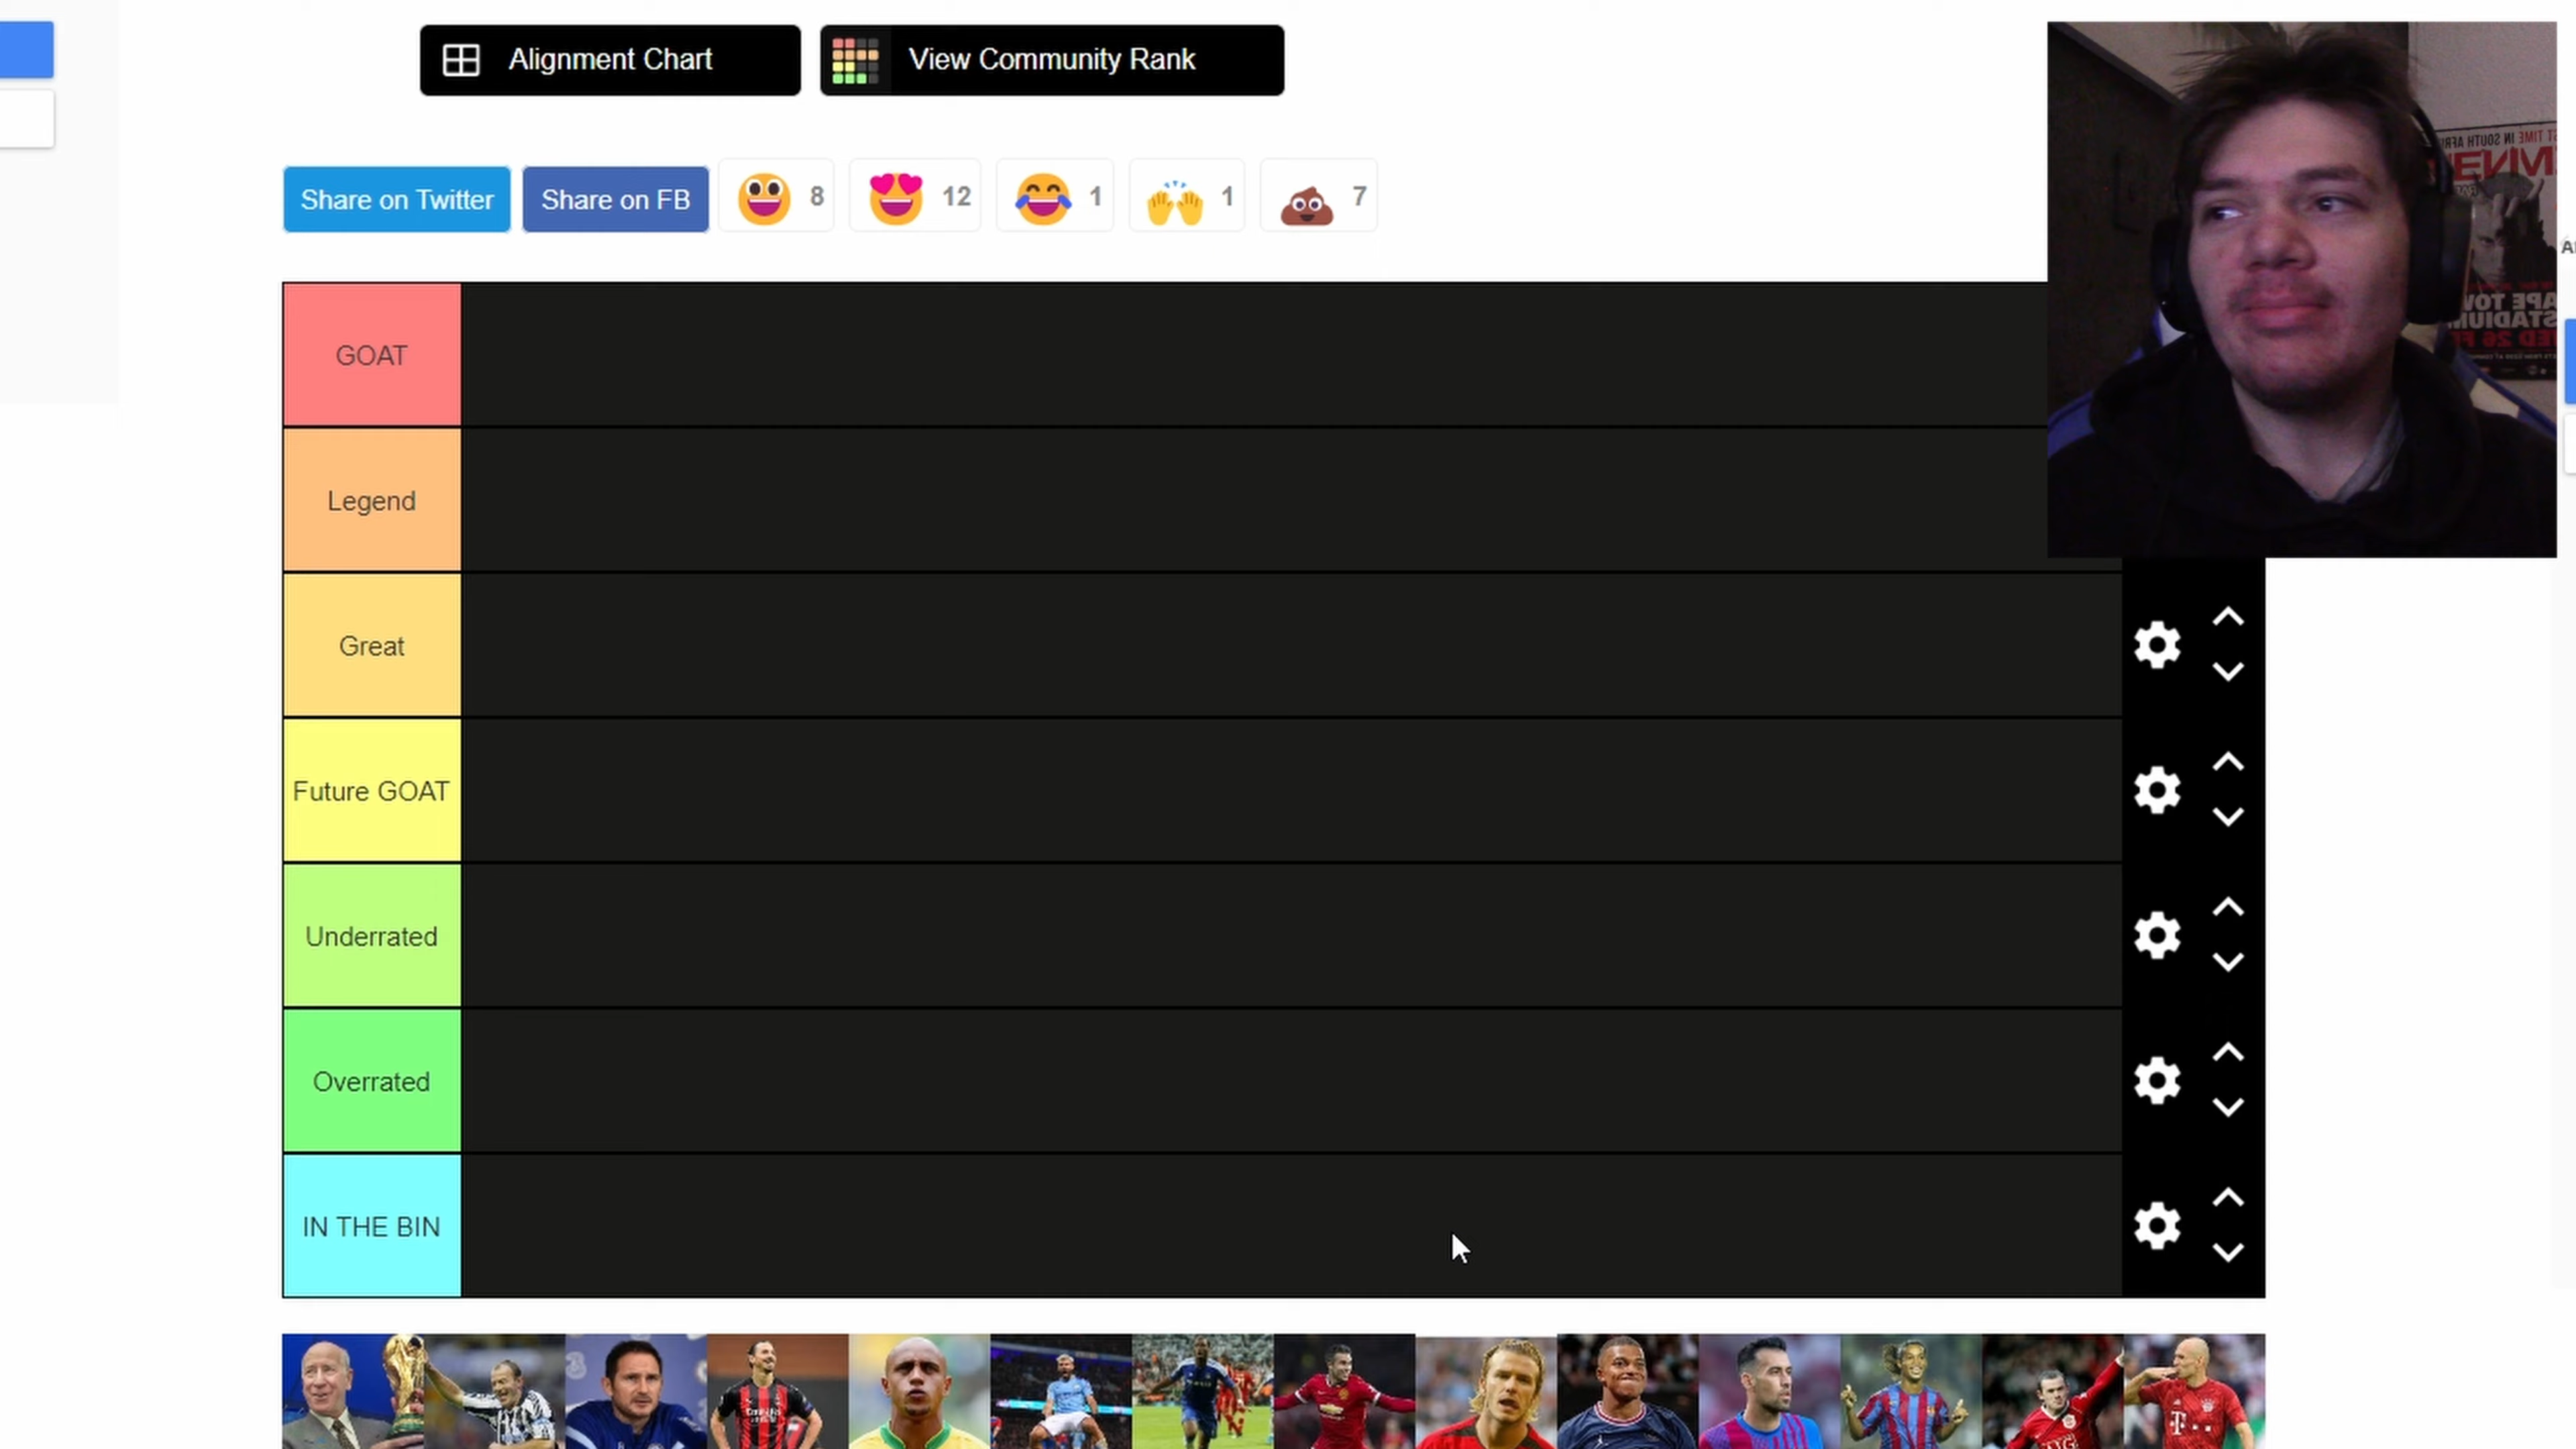 Alignment Chart
View Community Rank
Share on Twitter
Share on FB
8
12
1
1
7
GOAT
Legend
Great
Future GOAT
Underrated
Overrated
IN THE BIN